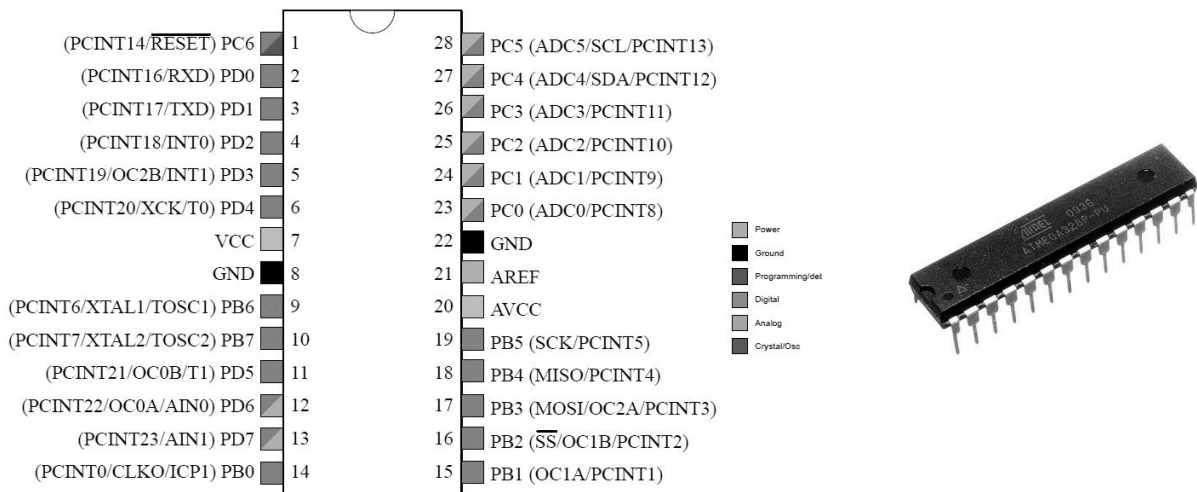 (PCINT14/RESET) PC6 1
(PCINT16/RXD) PD0 2
(PCINT17/TXD) PD1 3
(PCINT18/INT0) PD2 4
(PCINT19/OC2B/INT1) PD3 5
(PCINT20/XCK/T0) PD4 6
VCC 7
GND 8
(PCINT6/XTAL1/TOSC1) PB6 9
(PCINT7/XTAL2/TOSC2) PB7 10
(PCINT21/OC0B/T1) PD5 11
(PCINT22/OC0A/AIN0) PD6 12
(PCINT23/AIN1) PD7 13
(PCINT0/CLKO/ICP1) PB0 14
28 PC5 (ADC5/SCL/PCINT13)
27 PC4 (ADC4/SDA/PCINT12)
26 PC3 (ADC3/PCINT11)
25 PC2 (ADC2/PCINT10)
24 PC1 (ADC1/PCINT9)
23 PC0 (ADC0/PCINT8)
22 GND
21 AREF
20 AVCC
19 PB5 (SCK/PCINT5)
18 PB4 (MISO/PCINT4)
17 PB3 (MOSI/OC2A/PCINT3)
16 PB2 (SS/OC1B/PCINT2)
15 PB1 (OC1A/PCINT1)
Power
Ground
Programming/det
Digital
Analog
Crystal/Osc
ATMEL 0936
ATMEGA328P-PU